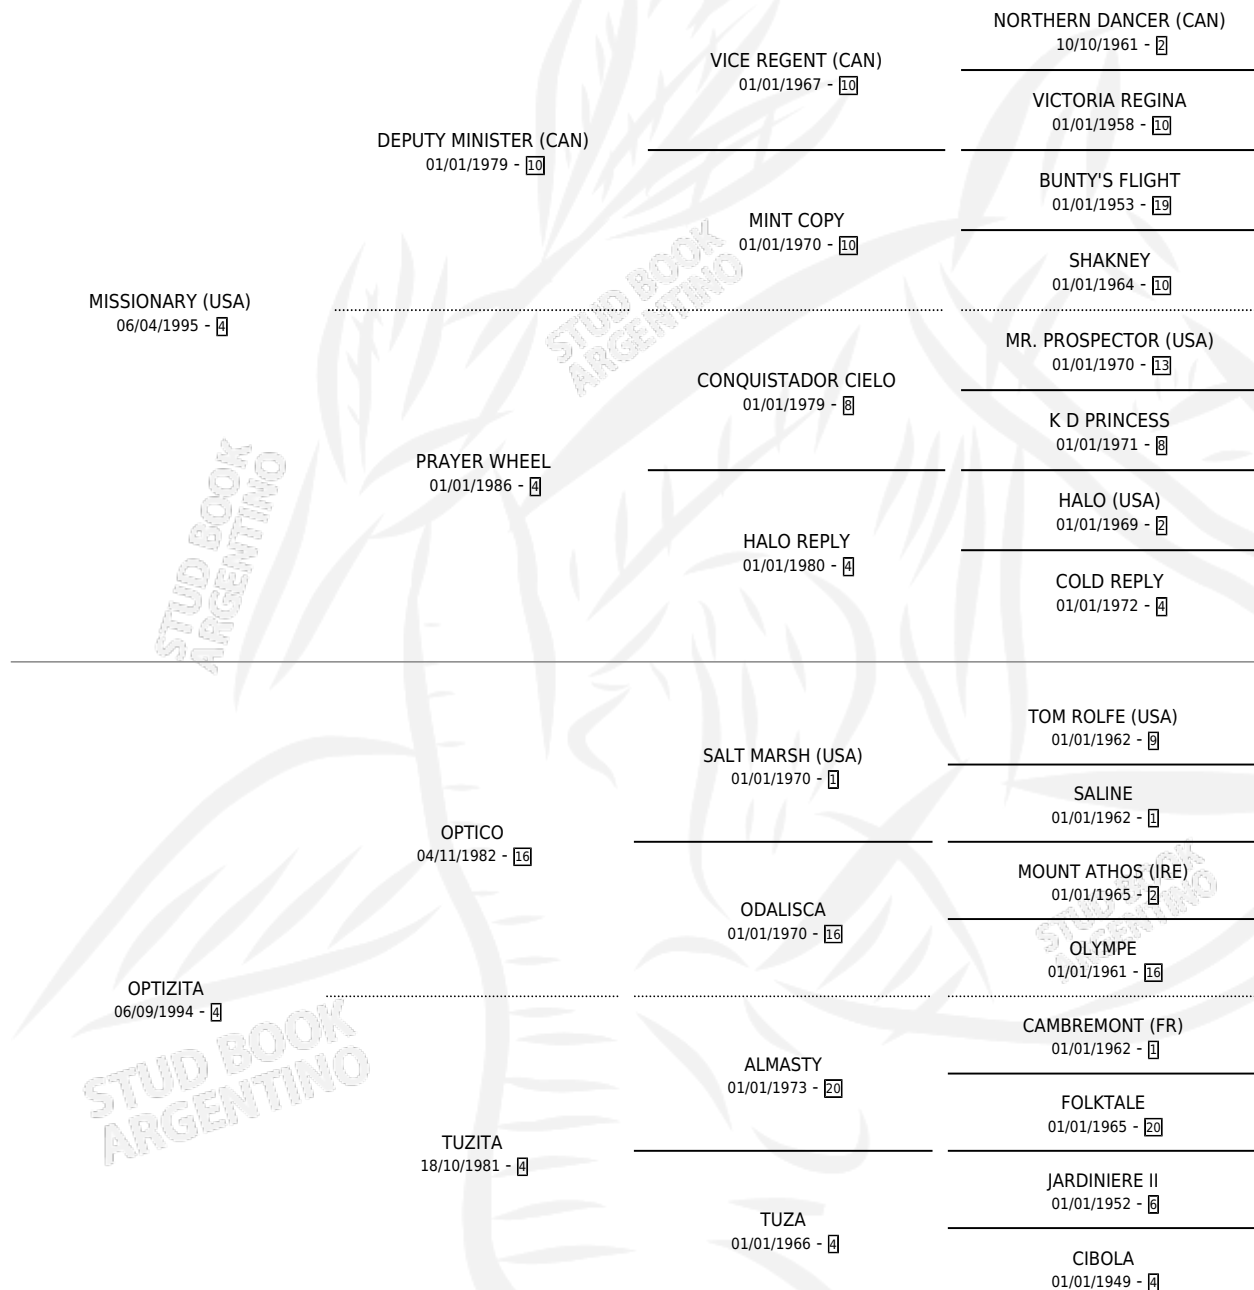 NORTHERN DANCER (CAN)
10/10/1961 - 2
VICE REGENT (CAN)
01/01/1967 - 10
VICTORIA REGINA
01/01/1958 - 10
DEPUTY MINISTER (CAN)
01/01/1979 - 10
BUNTY'S FLIGHT
01/01/1953 - 19
MINT COPY
01/01/1970 - 10
SHAKNEY
01/01/1964 - 10
MISSIONARY (USA)
06/04/1995 - 4
MR. PROSPECTOR (USA)
01/01/1970 - 13
CONQUISTADOR CIELO
01/01/1979 - 8
K D PRINCESS
01/01/1971 - 8
PRAYER WHEEL
01/01/1986 - 4
HALO (USA)
01/01/1969 - 2
HALO REPLY
01/01/1980 - 4
COLD REPLY
01/01/1972 - 4
TOM ROLFE (USA)
01/01/1962 - 9
SALT MARSH (USA)
01/01/1970 - 1
SALINE
01/01/1962 - 1
OPTICO
04/11/1982 - 16
MOUNT ATHOS (IRE)
01/01/1965 - 2
ODALISCA
01/01/1970 - 16
OLYMPE
01/01/1961 - 16
OPTIZITA
06/09/1994 - 4
CAMBREMONT (FR)
01/01/1962 - 1
ALMASTY
01/01/1973 - 20
FOLKTALE
01/01/1965 - 20
TUZITA
18/10/1981 - 4
JARDINIERE II
01/01/1952 - 6
TUZA
01/01/1966 - 4
CIBOLA
01/01/1949 - 4
STUD BOOK
ARGENTINO
STUD BOOK
ARGENTINO
STUD BOOK
ARGENTINO
STUD BOOK
ARGENTINO